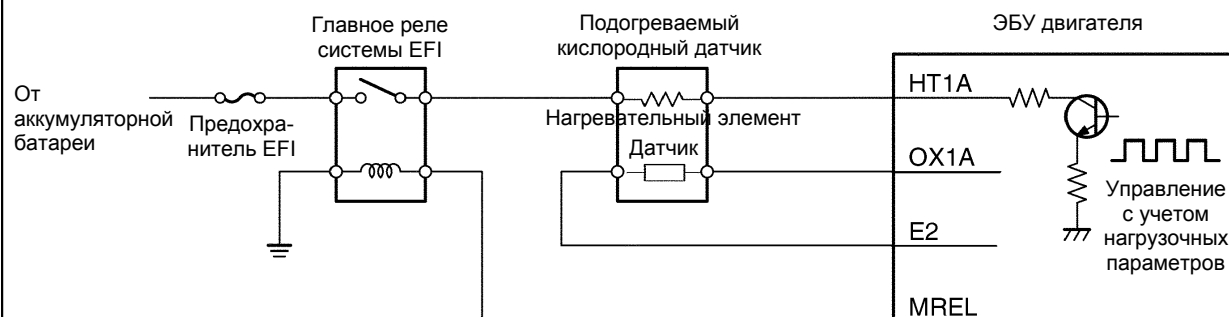 Главное реле
системы EFI
Подогреваемый
кислородный датчик
ЭБУ двигателя
От
аккумуляторной
батареи
Предохра-
нитель EFI
Нагревательный элемент
Датчик
HT1A
OX1A
E2
MREL
Управление
с учетом
нагрузочных
параметров